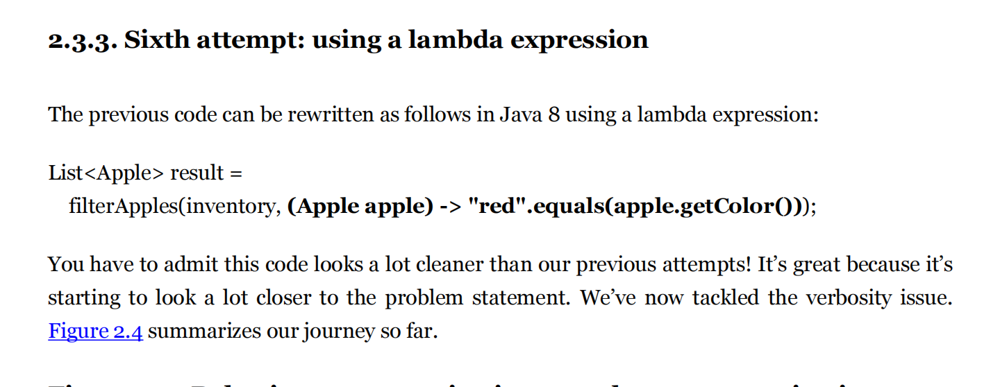 2.3.3. Sixth attempt: using a lambda expression
The previous code can be rewritten as follows in Java 8 using a lambda expression:
List<Apple> result =
filterApples(inventory, (Apple apple) -> "red".equals(apple.getColor()));
You have to admit this code looks a lot cleaner than our previous attempts! It’s great because it’s
starting to look a lot closer to the problem statement. We’ve now tackled the verbosity issue.
Figure 2.4 summarizes our journey so far.